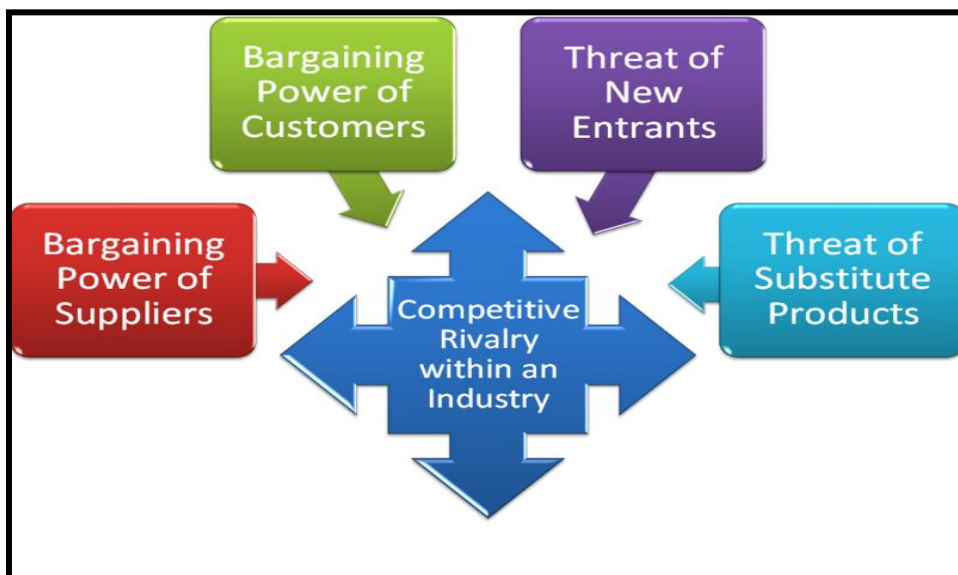 Bargaining
Power of
Customers
Threat of
New
Entrants
Bargaining
Power of
Suppliers
Threat of
Substitute
Products
Competitive
Rivalry
within an
Industry